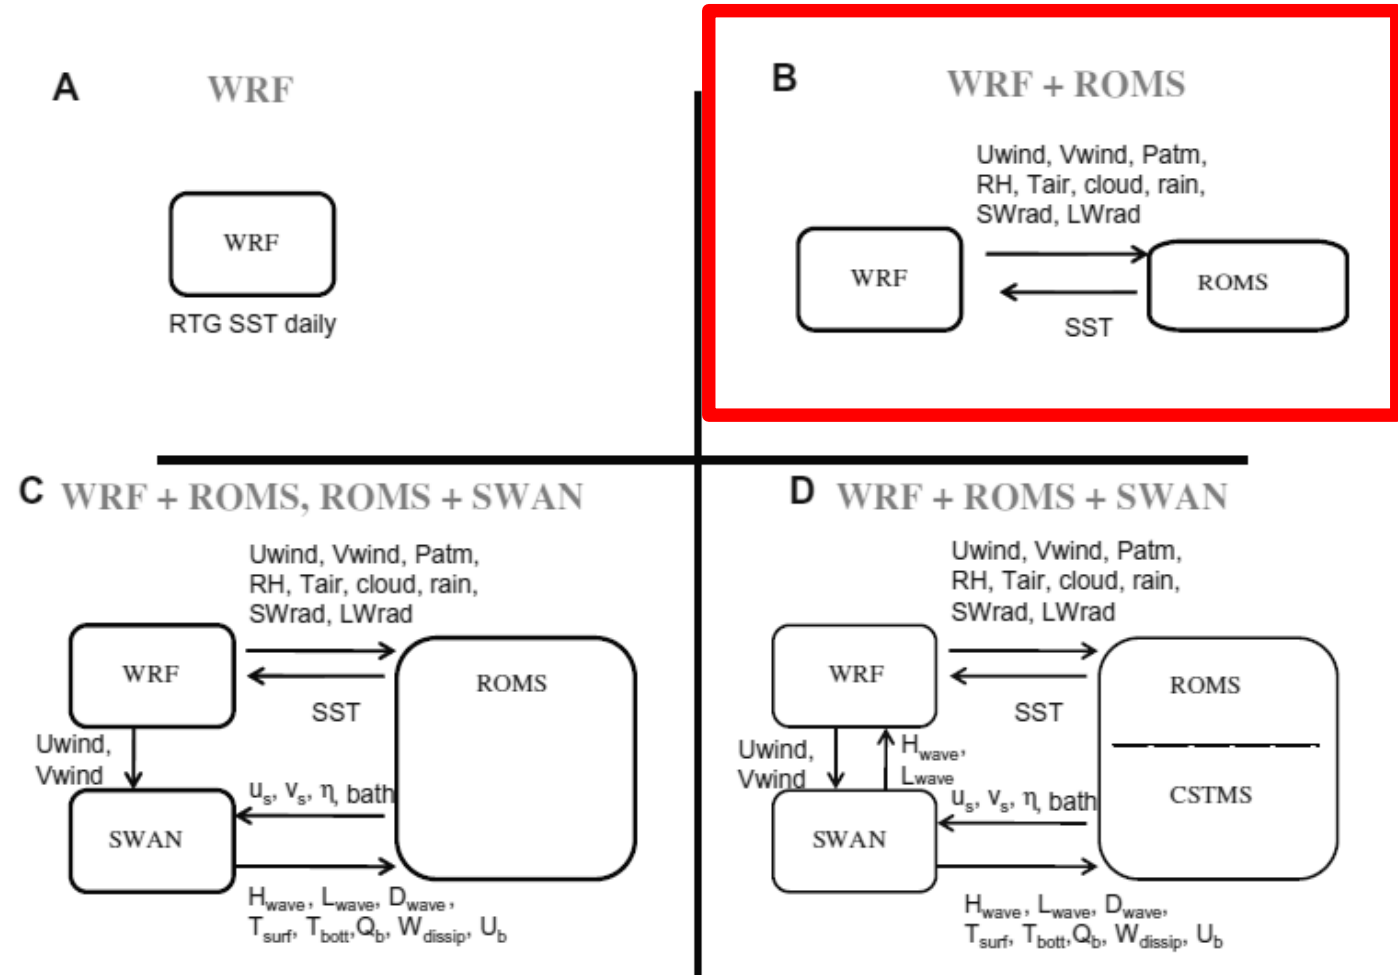 A WRF
WRF
RTG SST daily
B WRF + ROMS
Uwind, Vwind, Patm,
RH, Tair, cloud, rain,
SWrad, LWrad
WRF
ROMS
SST
C WRF + ROMS, ROMS + SWAN
Uwind, Vwind, Patm,
RH, Tair, cloud, rain,
SWrad, LWrad
WRF
ROMS
SST
Uwind,
Vwind
us, vs, η, bath
SWAN
Hwave, Lwave, Dwave,
Tsurf, Tbott,Qb, Wdissip, Ub
D WRF + ROMS + SWAN
Uwind, Vwind, Patm,
RH, Tair, cloud, rain,
SWrad, LWrad
WRF
ROMS
SST
Uwind,
Vwind
Hwave,
Lwave
us, vs, η, bath
CSTMS
SWAN
Hwave, Lwave, Dwave,
Tsurf, Tbott,Qb, Wdissip, Ub